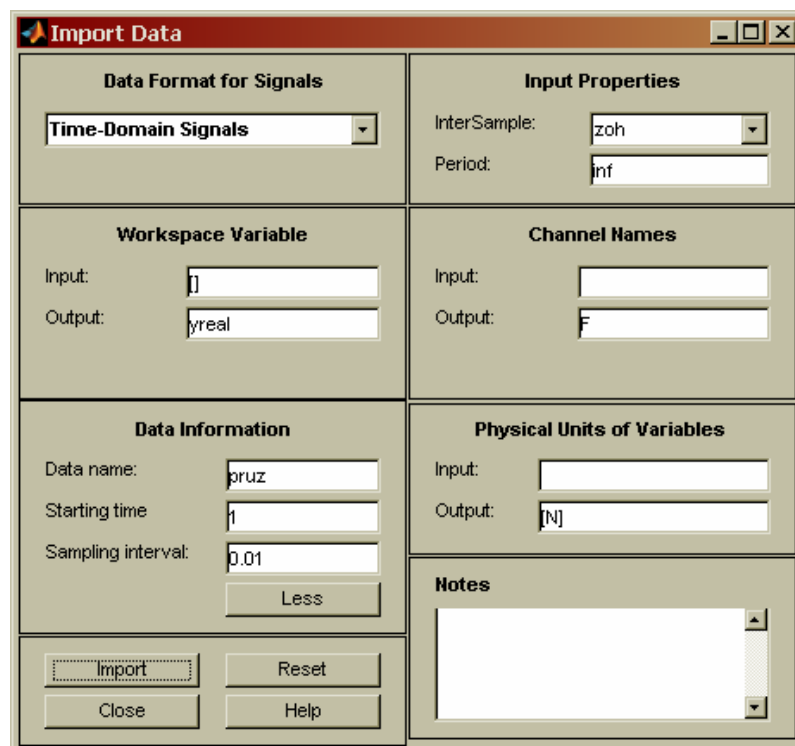 Import Data
Data Format for Signals
Time-Domain Signals
Input Properties
InterSample: zoh
Period: inf
Workspace Variable
Input: []
Output: yreal
Channel Names
Input:
Output: F
Data Information
Data name: pruz
Starting time 1
Sampling interval: 0.01
Less
Physical Units of Variables
Input:
Output: [N]
Notes
Import Reset
Close Help